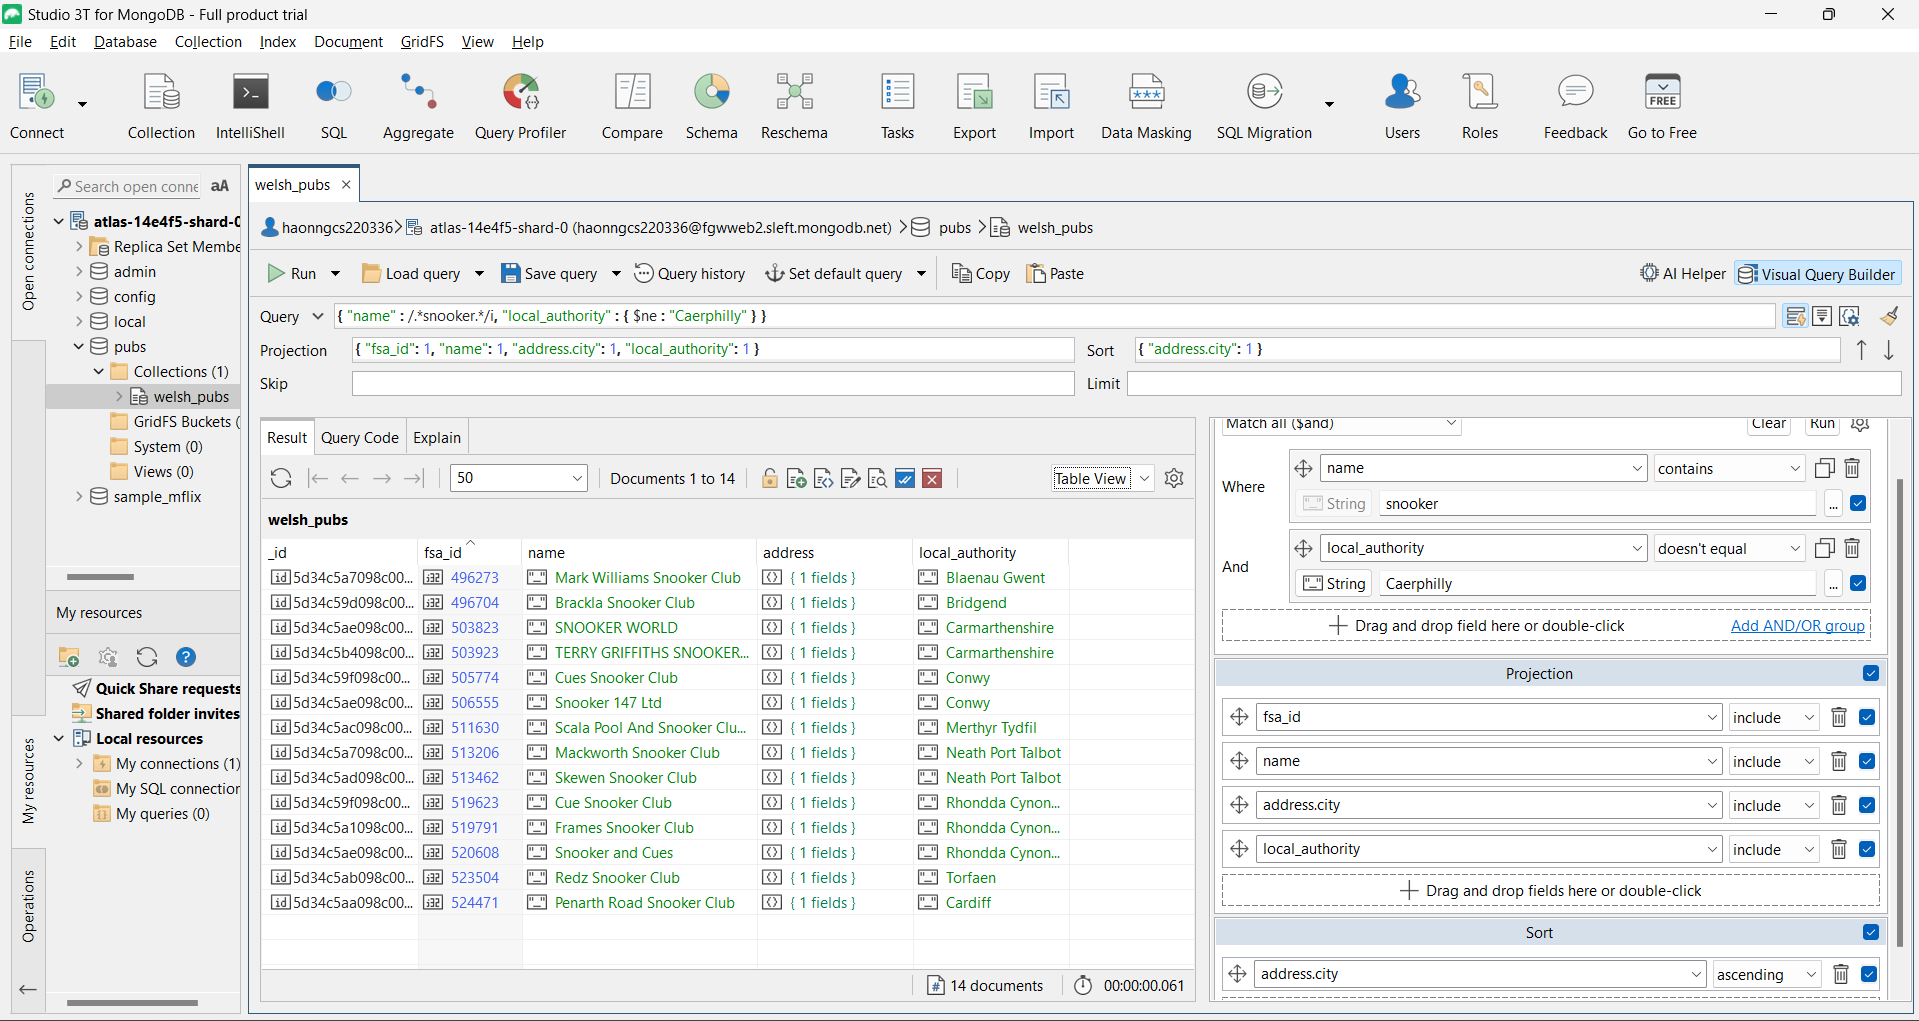 Studio 3T for MongoDB - Full product trial
File Edit Database Collection Index Document GridFS View Help
Connect Collection IntelliShell SQL Aggregate Query Profiler Compare Schema Reschema Tasks Export Import Data Masking SQL Migration Users Roles Feedback Go to Free
Open connections
Search open conne aA
atlas-14e4f5-shard-0
Replica Set Membe
admin
config
local
pubs
Collections (1)
welsh_pubs
GridFS Buckets (
System (0)
Views (0)
sample_mflix
My resources
My resources
Quick Share requests
Shared folder invites
Local resources
My connections (1)
My SQL connection
My queries (0)
Operations
welsh_pubs
haonngcs220336 atlas-14e4f5-shard-0 (haonngcs220336@fgwweb2.sleft.mongodb.net) pubs welsh_pubs
Run Load query Save query Query history Set default query Copy Paste AI Helper Visual Query Builder
Query { "name" : /.*snooker.*/i, "local_authority" : { $ne : "Caerphilly" } }
Projection { "fsa_id": 1, "name": 1, "address.city": 1, "local_authority": 1 } Sort { "address.city": 1 }
Skip Limit
Result Query Code Explain
50 Documents 1 to 14 Table View
welsh_pubs
_id fsa_id name address local_authority
5d34c5a7098c00... 496273 Mark Williams Snooker Club { 1 fields } Blaenau Gwent
5d34c59d098c00... 496704 Brackla Snooker Club { 1 fields } Bridgend
5d34c5ae098c00... 503823 SNOOKER WORLD { 1 fields } Carmarthenshire
5d34c5b4098c00... 503923 TERRY GRIFFITHS SNOOKER... { 1 fields } Carmarthenshire
5d34c59f098c00... 505774 Cues Snooker Club { 1 fields } Conwy
5d34c5ae098c00... 506555 Snooker 147 Ltd { 1 fields } Conwy
5d34c5ac098c00... 511630 Scala Pool And Snooker Clu... { 1 fields } Merthyr Tydfil
5d34c5a7098c00... 513206 Mackworth Snooker Club { 1 fields } Neath Port Talbot
5d34c5ad098c00... 513462 Skewen Snooker Club { 1 fields } Neath Port Talbot
5d34c59f098c00... 519623 Cue Snooker Club { 1 fields } Rhondda Cynon...
5d34c5a1098c00... 519791 Frames Snooker Club { 1 fields } Rhondda Cynon...
5d34c5ae098c00... 520608 Snooker and Cues { 1 fields } Rhondda Cynon...
5d34c5ab098c00... 523504 Redz Snooker Club { 1 fields } Torfaen
5d34c5aa098c00... 524471 Penarth Road Snooker Club { 1 fields } Cardiff
14 documents 00:00:00.061
Match all ($and) Clear Run
Where name contains
String snooker ...
And local_authority doesn't equal
String Caerphilly ...
Drag and drop field here or double-click Add AND/OR group
Projection
fsa_id include
name include
address.city include
local_authority include
Drag and drop fields here or double-click
Sort
address.city ascending